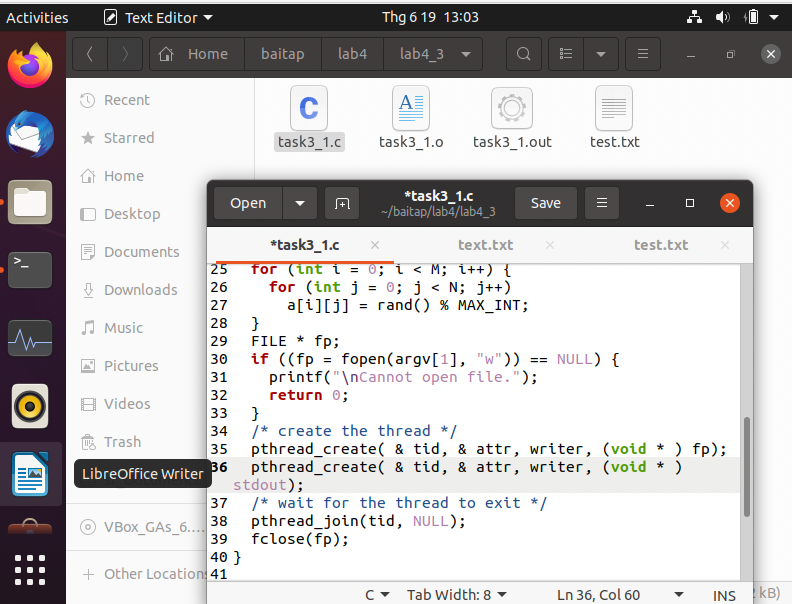 Activities
Text Editor
Thg 6 19 13:03
Home
baitap
lab4
lab4_3
Recent
Starred
Home
Desktop
Documents
Downloads
Music
Pictures
Videos
Trash
LibreOffice Writer
VBox_GAs_6....
Other Locations
task3_1.c
task3_1.o
task3_1.out
test.txt
Open
*task3_1.c
~/baitap/lab4/lab4_3
Save
*task3_1.c
text.txt
test.txt
25 for (int i = 0; i < M; i++) {
26 for (int j = 0; j < N; j++)
27 a[i][j] = rand() % MAX_INT;
28 }
29 FILE * fp;
30 if ((fp = fopen(argv[1], "w")) == NULL) {
31 printf("\nCannot open file.");
32 return 0;
33 }
34 /* create the thread */
35 pthread_create( & tid, & attr, writer, (void * ) fp);
36 pthread_create( & tid, & attr, writer, (void * )
stdout);
37 /* wait for the thread to exit */
38 pthread_join(tid, NULL);
39 fclose(fp);
40 }
41
C
Tab Width: 8
Ln 36, Col 60
INS
kB)